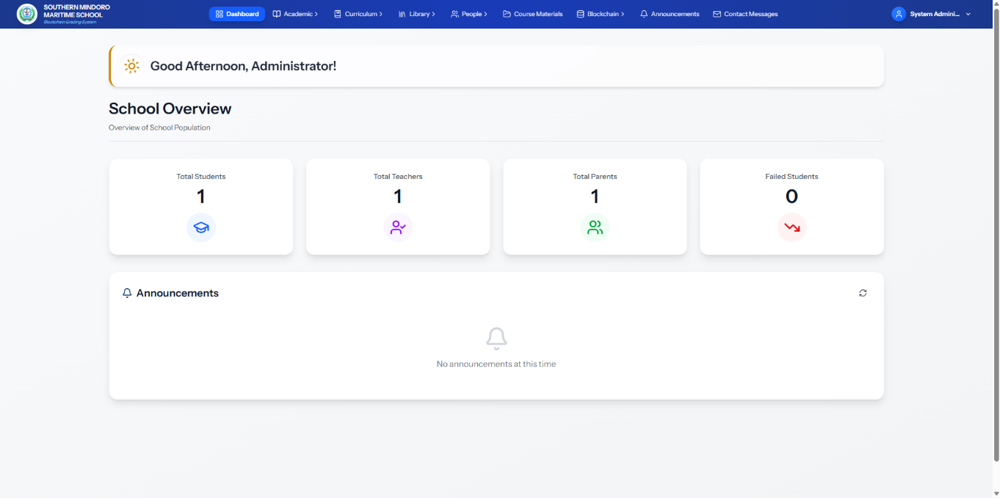 SOUTHERN MINDORO
MARITIME SCHOOL
Blockchain Grading System
Dashboard
Academic
Curriculum
Library
People
Course Materials
Blockchain
Announcements
Contact Messages
System Admini...
Good Afternoon, Administrator!
School Overview
Overview of School Population
Total Students
1
Total Teachers
1
Total Parents
1
Failed Students
0
Announcements
No announcements at this time